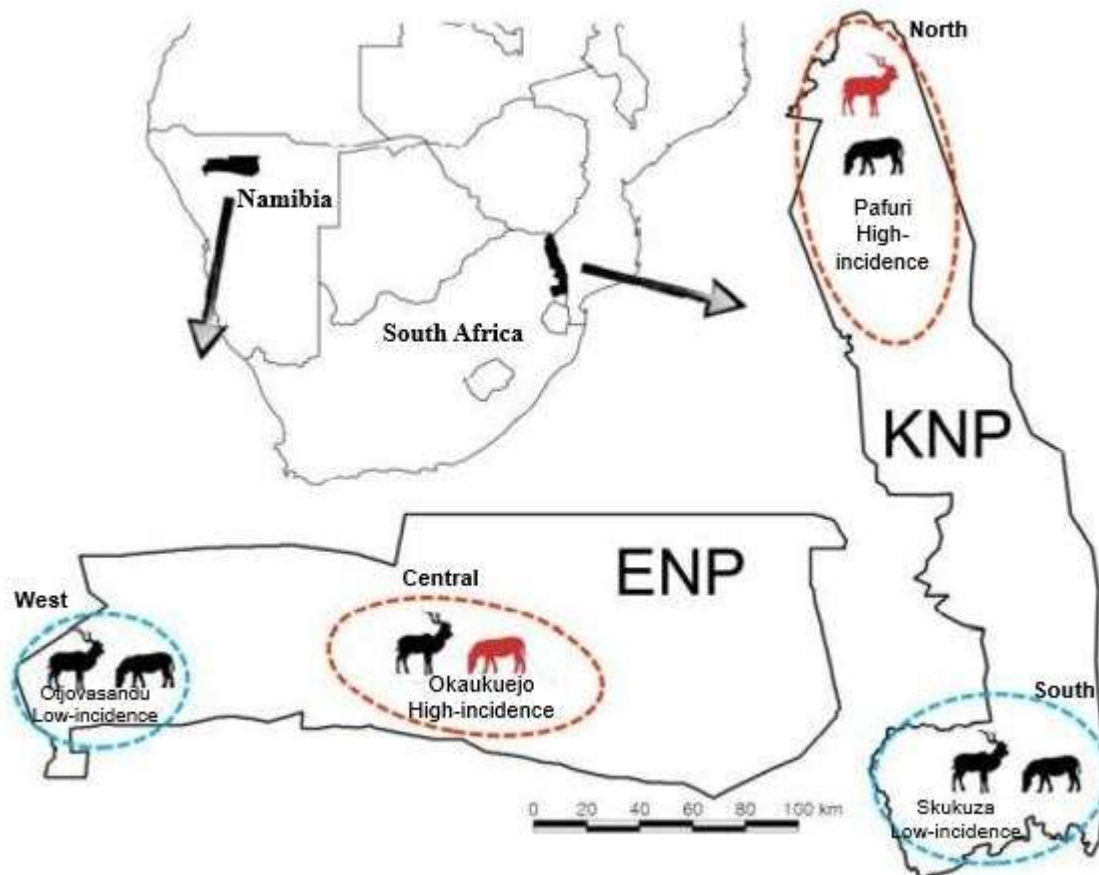 North
Namibia
South Africa
Pafuri
High-
incidence
KNP
ENP
West
Central
Otjovasandu
Low-incidence
Okaukuejo
High-incidence
South
Skukuza
Low-incidence
0 20 40 60 80 100 km